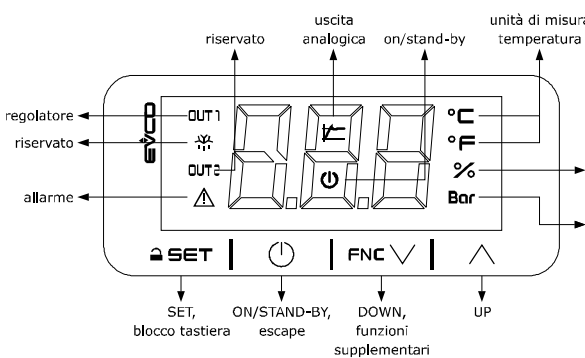 uscita
analogica
unità di misura
temperatura
riservato
on/stand-by
regolatore
riservato
allarme
EVCO
OUT1
OUT2
°C
°F
%
Bar
SET
FNC
SET,
blocco tastiera
ON/STAND-BY,
escape
DOWN,
funzioni
supplementari
UP